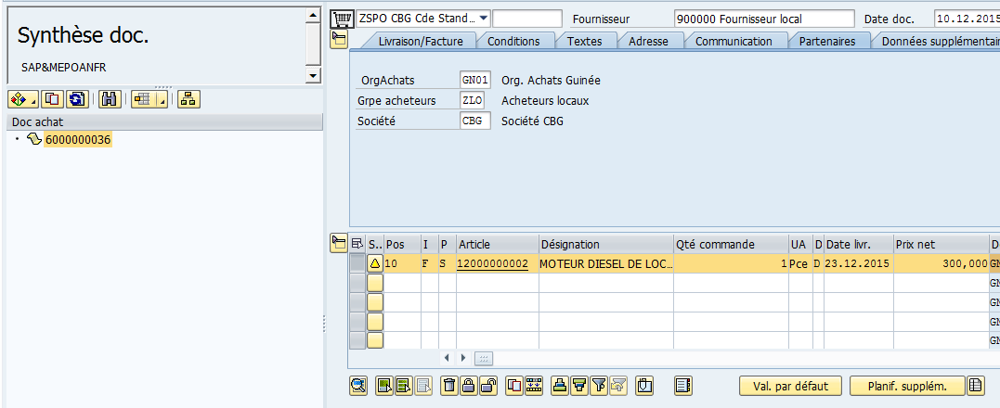 Synthèse doc.
SAP&MEPOANFR
Doc achat
6000000036
ZSPO CBG Cde Stand... Fournisseur 900000 Fournisseur local Date doc. 10.12.2015
Livraison/Facture Conditions Textes Adresse Communication Partenaires Données supplémentai
OrgAchats GN01 Org. Achats Guinée
Grpe acheteurs ZLO Acheteurs locaux
Société CBG Société CBG
S.. Pos I P Article Désignation Qté commande UA D Date livr. Prix net D
10 F S 12000000002 MOTEUR DIESEL DE LOC... 1 Pce D 23.12.2015 300,000 GN
GN
GN
GN
GN
Val. par défaut Planif. supplém.